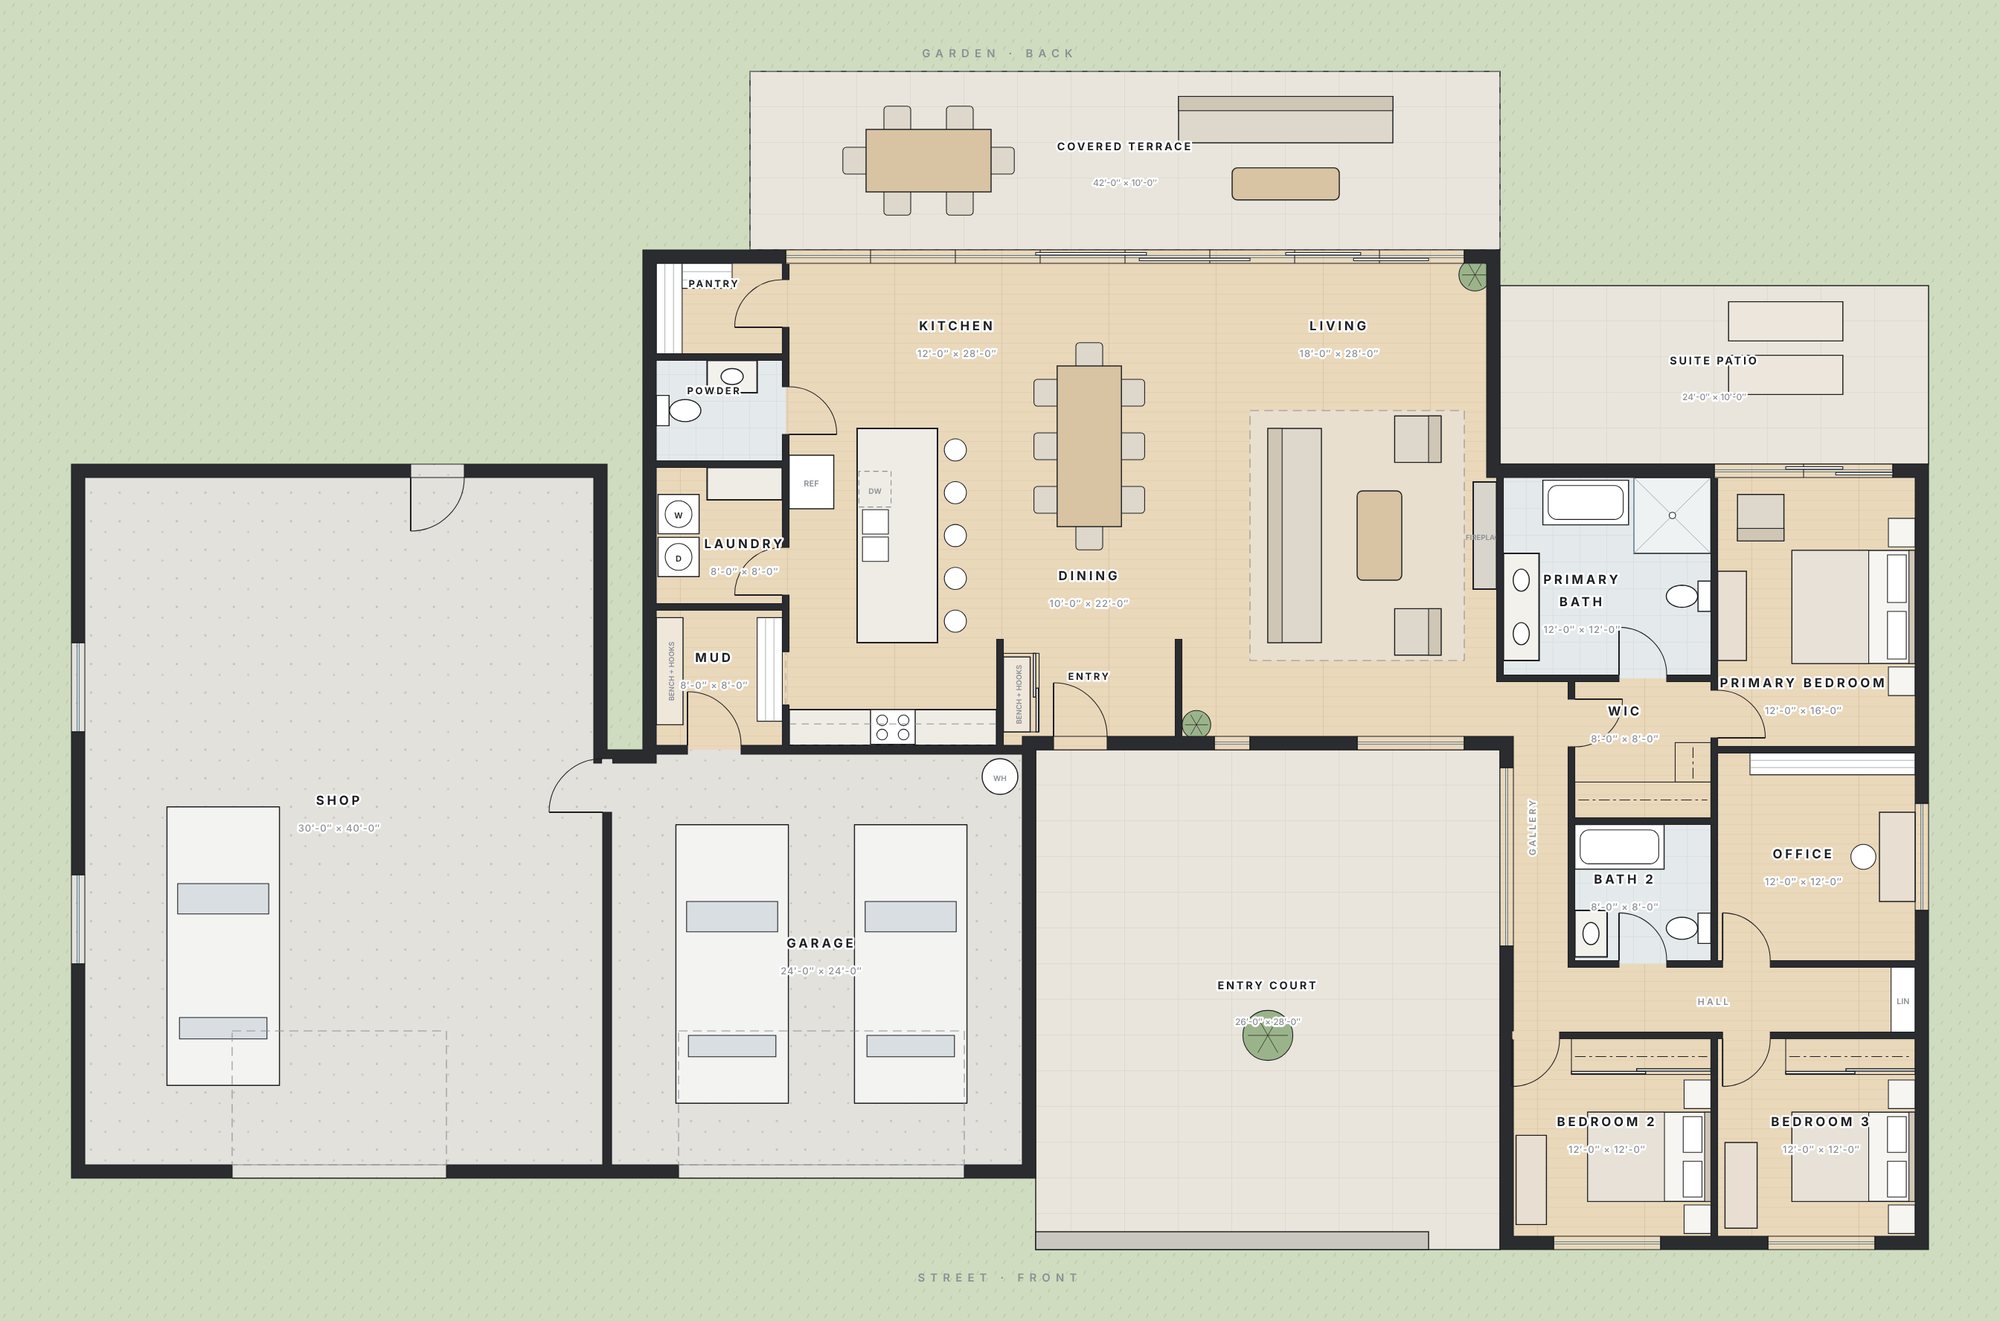 GARDEN · BACK
COVERED TERRACE
42'-0" × 10'-0"
PANTRY
KITCHEN
12'-0" × 28'-0"
LIVING
18'-0" × 28'-0"
SUITE PATIO
24'-0" × 10'-0"
POWDER
REF
DW
W
D
LAUNDRY
8'-0" × 8'-0"
DINING
10'-0" × 22'-0"
FIREPLAC
PRIMARY
BATH
12'-0" × 12'-0"
MUD
8'-0" × 8'-0"
BENCH + HOOKS
BENCH + HOOKS
ENTRY
PRIMARY BEDROOM
12'-0" × 16'-0"
WIC
8'-0" × 8'-0"
WH
SHOP
30'-0" × 40'-0"
GALLERY
OFFICE
12'-0" × 12'-0"
BATH 2
8'-0" × 8'-0"
GARAGE
24'-0" × 24'-0"
ENTRY COURT
26'-0" × 28'-0"
HALL
LIN
BEDROOM 2
12'-0" × 12'-0"
BEDROOM 3
12'-0" × 12'-0"
STREET · FRONT